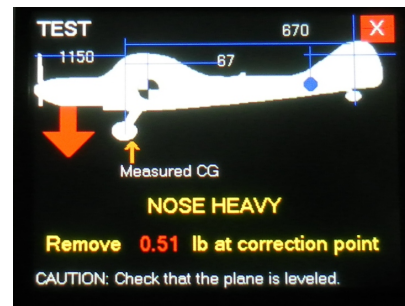 TEST
670
X
1150
67
Measured CG
NOSE HEAVY
Remove 0.51 lb at correction point
CAUTION: Check that the plane is leveled.